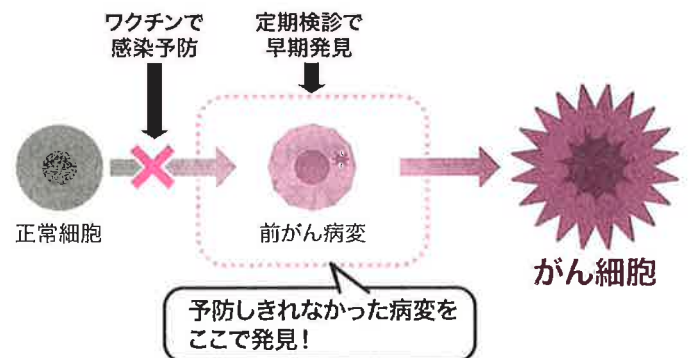 ワクチンで
感染予防
定期検診で
早期発見
正常細胞
前がん病変
がん細胞
予防しきれなかった病変を
ここで発見！